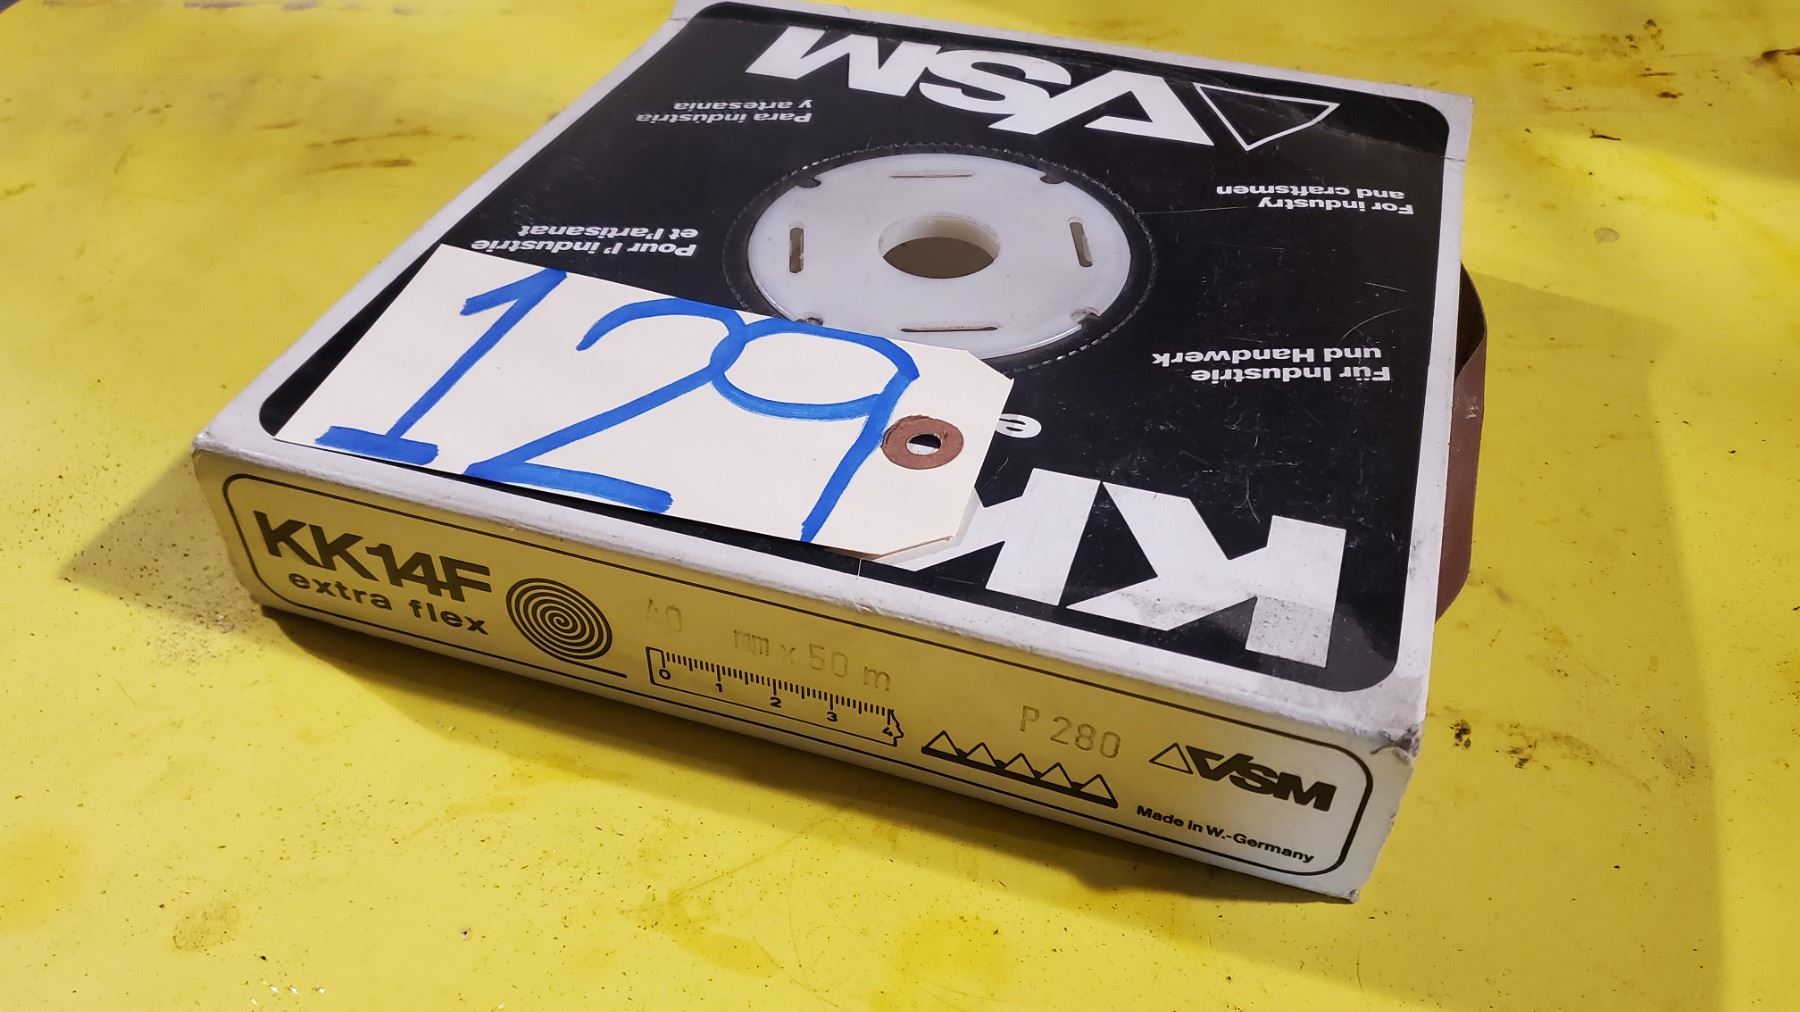 VSM
Para industria
y artesania
For industry
and craftsmen
Pour l'industrie
et l'artisanat
Für Industrie
und Handwerk
KK
129
KK14F
extra flex
mm x 50 m
0 1 2 3 4
P 280
VSM
Made in W.-Germany